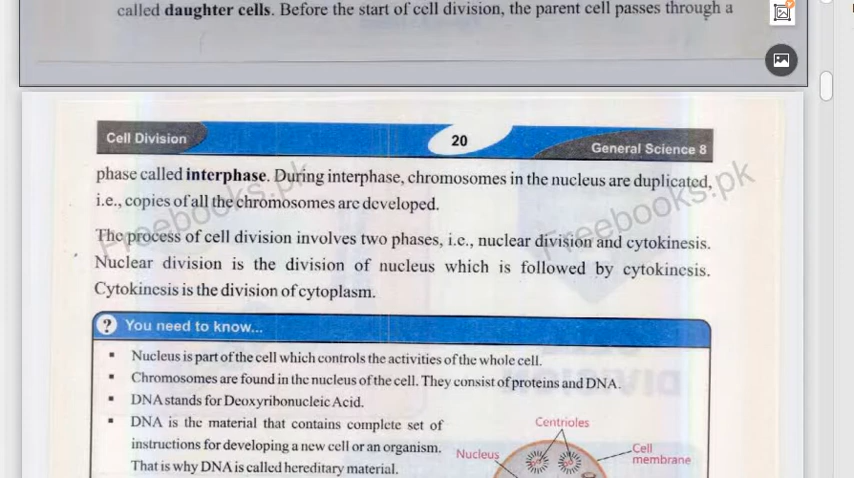 called daughter cells. Before the start of cell division, the parent cell passes through a
Cell Division
20
General Science 8
phase called interphase. During interphase, chromosomes in the nucleus are duplicated,
i.e., copies of all the chromosomes are developed.
The process of cell division involves two phases, i.e., nuclear division and cytokinesis.
Nuclear division is the division of nucleus which is followed by cytokinesis.
Cytokinesis is the division of cytoplasm.
Freebooks.pk
Freebooks.pk
? You need to know...
▪ Nucleus is part of the cell which controls the activities of the whole cell.
▪ Chromosomes are found in the nucleus of the cell. They consist of proteins and DNA.
▪ DNA stands for Deoxyribonucleic Acid.
▪ DNA is the material that contains complete set of
instructions for developing a new cell or an organism.
That is why DNA is called hereditary material.
Centrioles
Nucleus
Cell
membrane